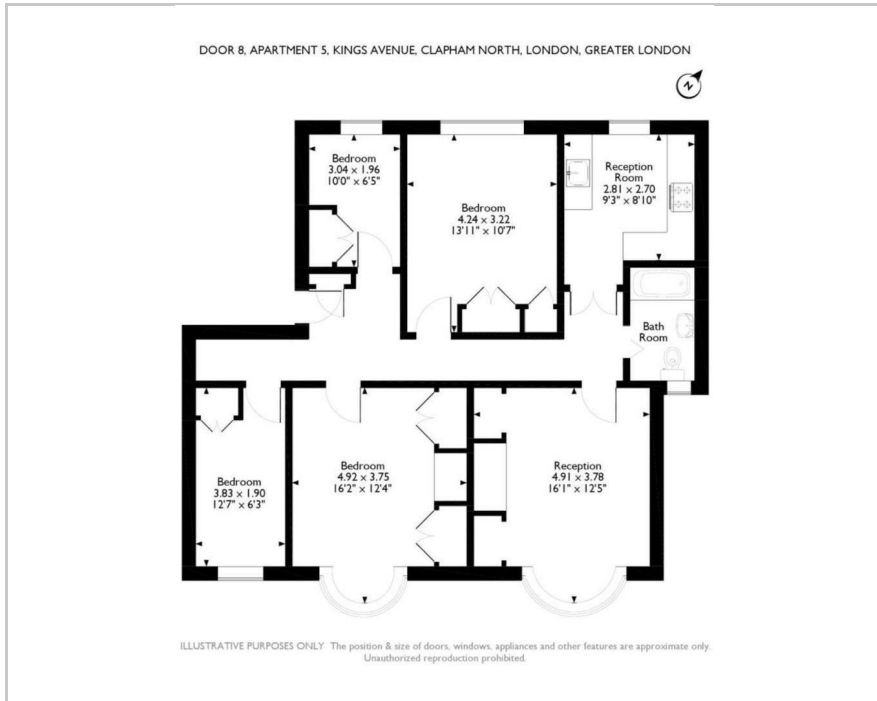 DOOR 8, APARTMENT 5, KINGS AVENUE, CLAPHAM NORTH, LONDON, GREATER LONDON
N
Bedroom
3.04 x 1.96
10'0" x 6'5"
Bedroom
4.24 x 3.22
13'11" x 10'7"
Reception
Room
2.81 x 2.70
9'3" x 8'10"
Bath
Room
Bedroom
3.83 x 1.90
12'7" x 6'3"
Bedroom
4.92 x 3.75
16'2" x 12'4"
Reception
4.91 x 3.78
16'1" x 12'5"
ILLUSTRATIVE PURPOSES ONLY The position & size of doors, windows, appliances and other features are approximate only.
Unauthorized reproduction prohibited.